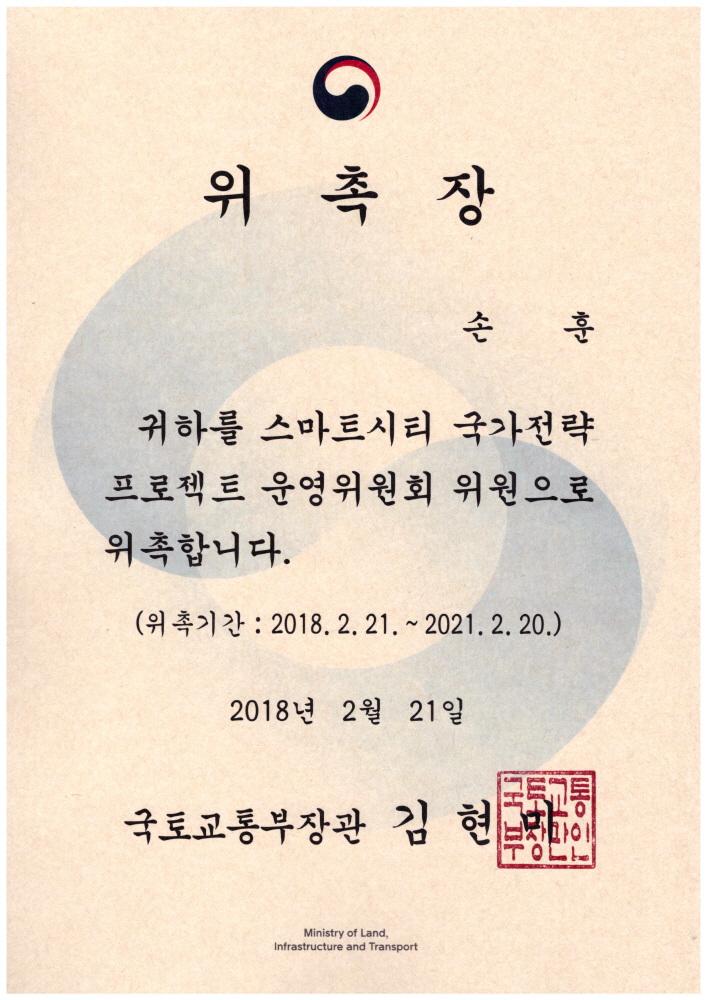 위 촉 장
손 훈
귀하를 스마트시티 국가전략
프로젝트 운영위원회 위원으로
위촉합니다.
(위촉기간 : 2018. 2. 21. ~ 2021. 2. 20.)
2018년 2월 21일
국토교통부장관 김 현 미
국토교통
부장관인
Ministry of Land,
Infrastructure and Transport